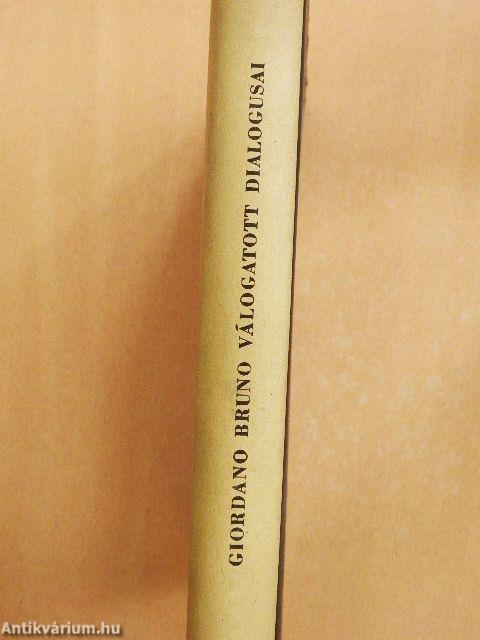 GIORDANO BRUNO VÁLOGATOTT DIALOGUSAI
Antikvárium.hu